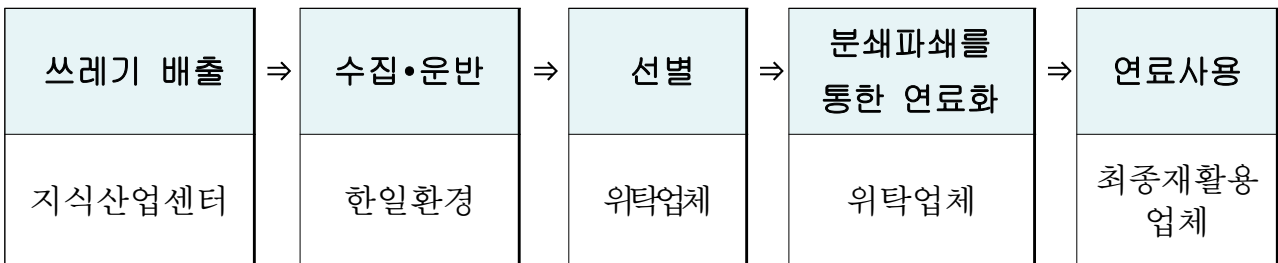 쓰레기 배출 ⇒ 수집•운반 ⇒ 선별 ⇒ 분쇄파쇄를 ⇒ 연료사용
통한 연료화
지식산업센터 한일환경 위탁업체 위탁업체 최종재활용
업체